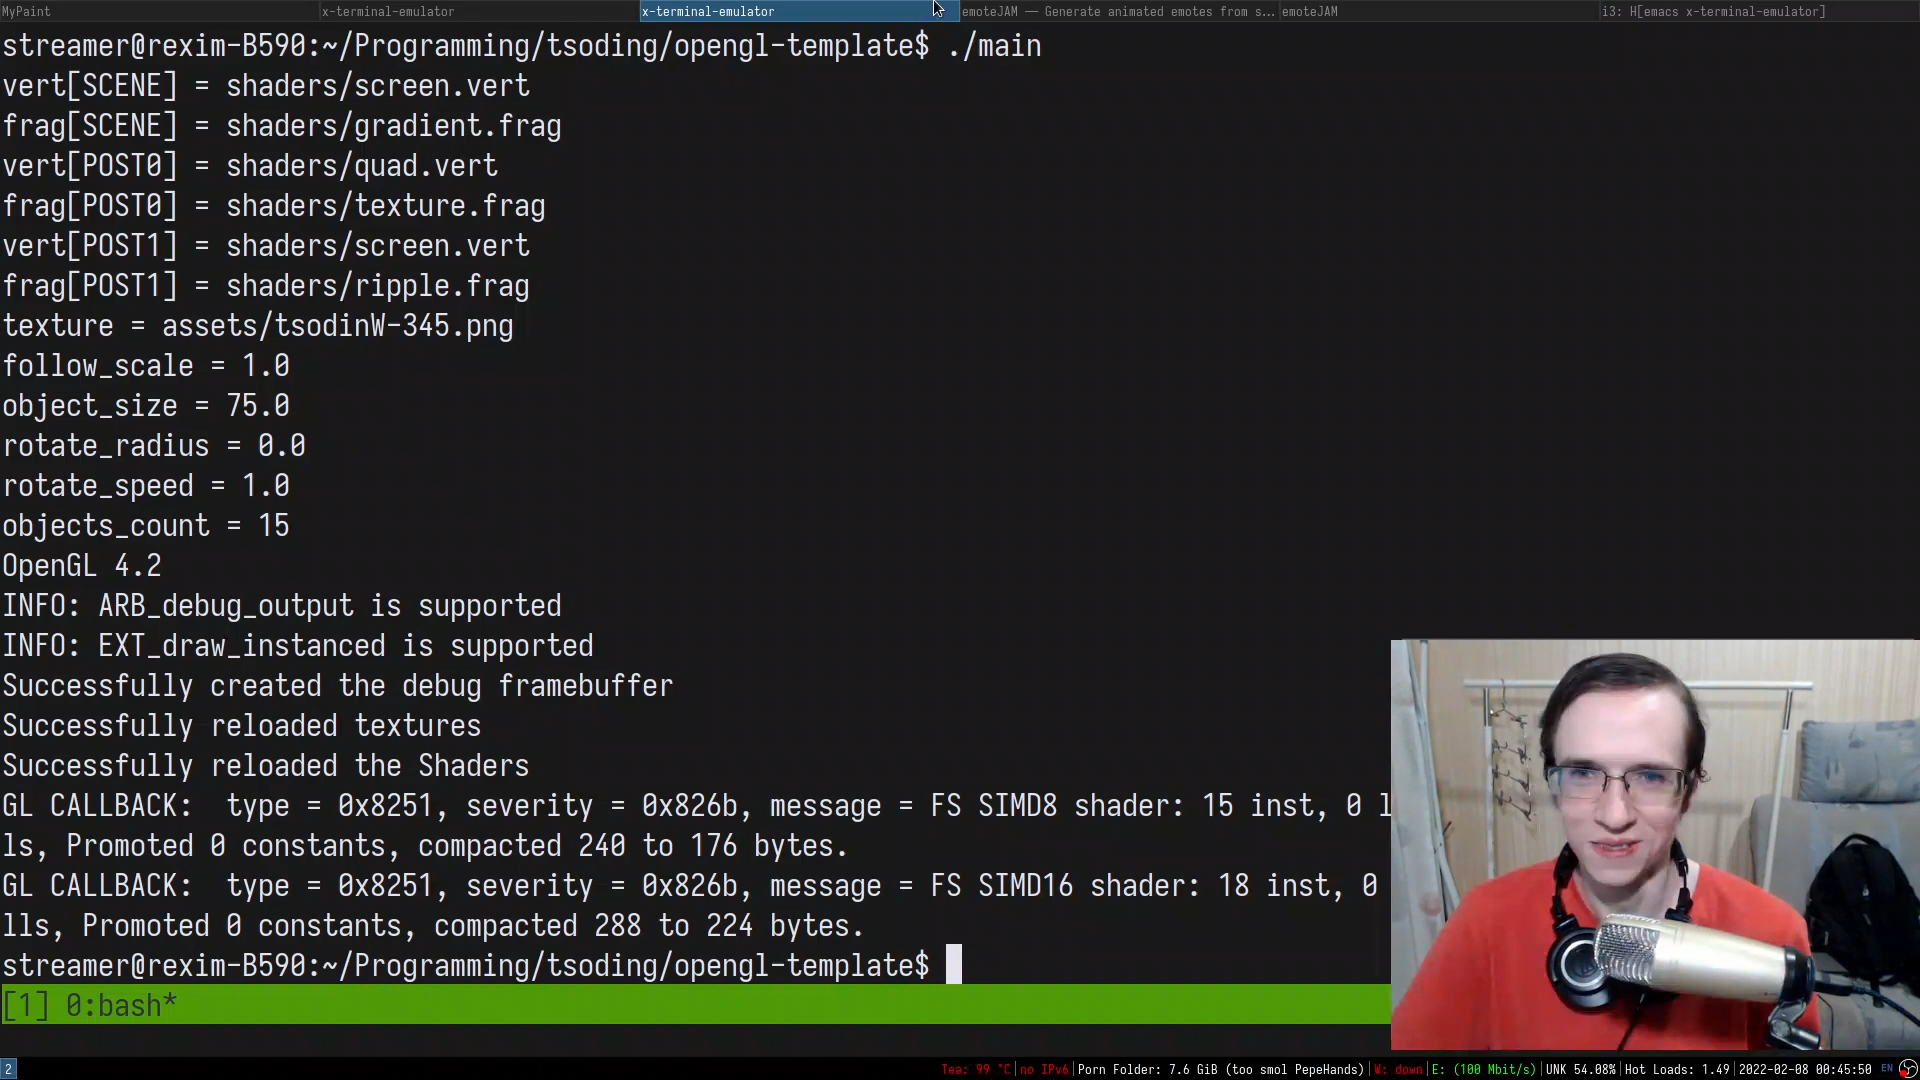 MyPaint
x-terminal-emulator
x-terminal-emulator
emoteJAM — Generate animated emotes from s...
emoteJAM
i3: H[emacs x-terminal-emulator]
streamer@rexim-B590:~/Programming/tsoding/opengl-template$ ./main
vert[SCENE] = shaders/screen.vert
frag[SCENE] = shaders/gradient.frag
vert[POST0] = shaders/quad.vert
frag[POST0] = shaders/texture.frag
vert[POST1] = shaders/screen.vert
frag[POST1] = shaders/ripple.frag
texture = assets/tsodinW-345.png
follow_scale = 1.0
object_size = 75.0
rotate_radius = 0.0
rotate_speed = 1.0
objects_count = 15
OpenGL 4.2
INFO: ARB_debug_output is supported
INFO: EXT_draw_instanced is supported
Successfully created the debug framebuffer
Successfully reloaded textures
Successfully reloaded the Shaders
GL CALLBACK:  type = 0x8251, severity = 0x826b, message = FS SIMD8 shader: 15 inst, 0 l
ls, Promoted 0 constants, compacted 240 to 176 bytes.
GL CALLBACK:  type = 0x8251, severity = 0x826b, message = FS SIMD16 shader: 18 inst, 0
lls, Promoted 0 constants, compacted 288 to 224 bytes.
streamer@rexim-B590:~/Programming/tsoding/opengl-template$
[1] 0:bash*
2
Tea: 99 °C|no IPv6|Porn Folder: 7.6 GiB (too smol PepeHands)|W: down|E: (100 Mbit/s)|UNK 54.08%|Hot Loads: 1.49|2022-02-08 00:45:50 EN